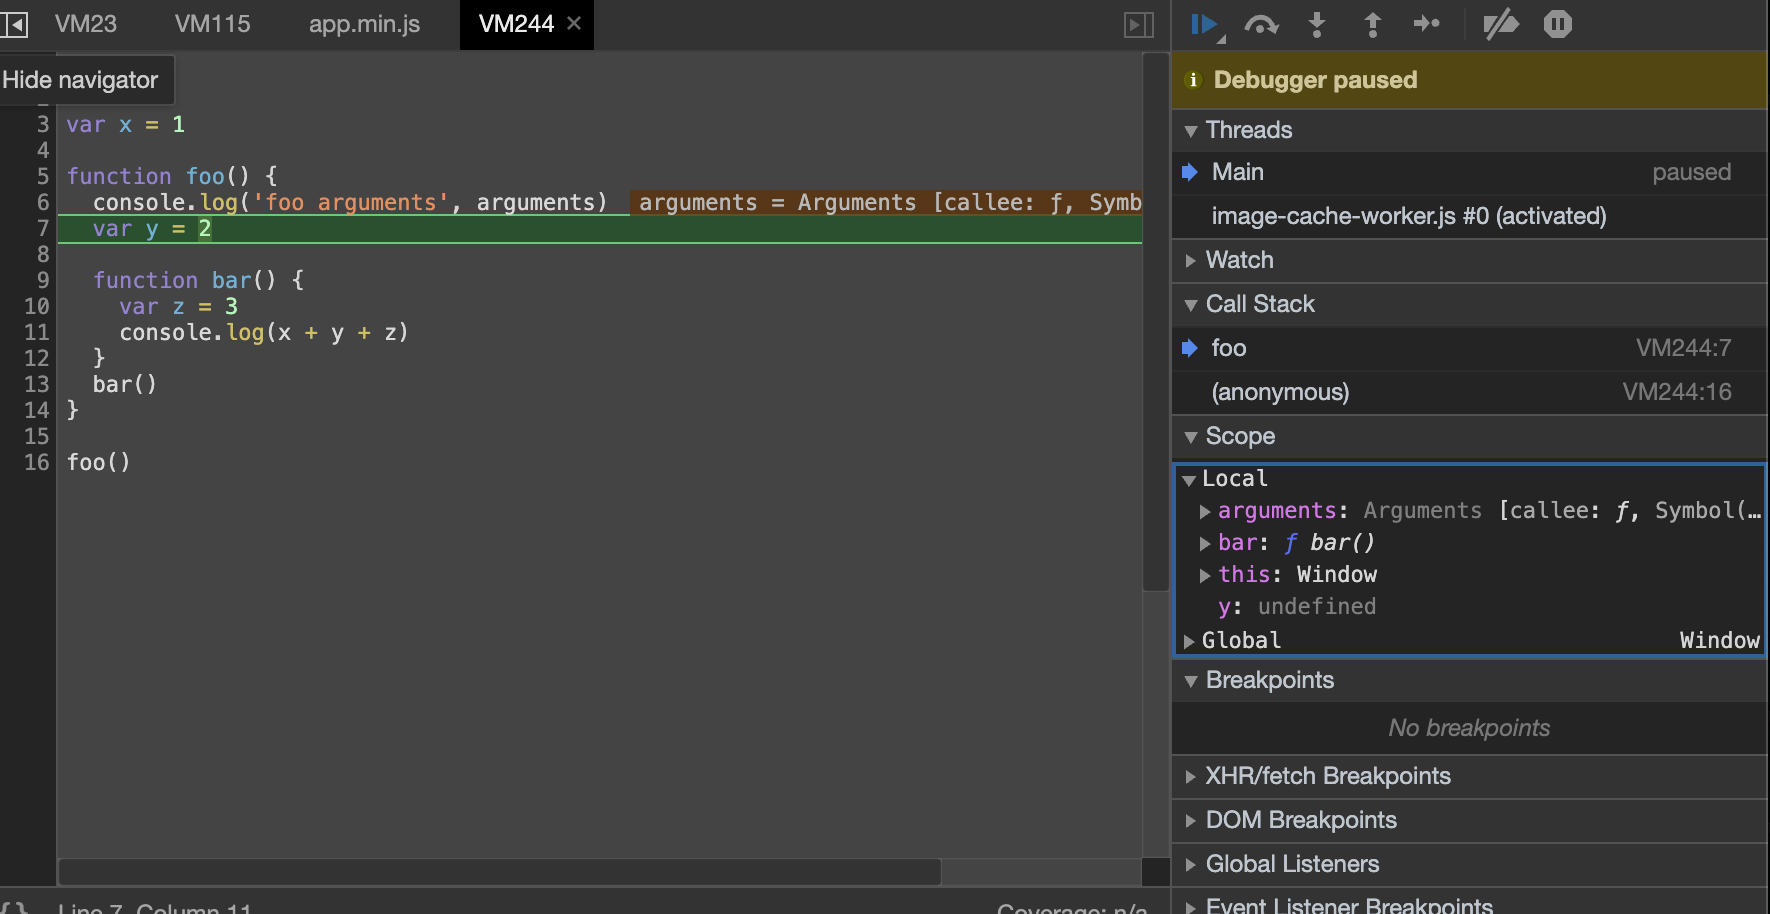 VM23 VM115 app.min.js VM244 ×
Hide navigator
3 var x = 1
4
5 function foo() {
6 console.log('foo arguments', arguments) arguments = Arguments [callee: ƒ, Symb
7 var y = 2
8
9 function bar() {
10 var z = 3
11 console.log(x + y + z)
12 }
13 bar()
14 }
15
16 foo()
{} Line 7, Column 11 Coverage: n/a
Debugger paused
Threads
Main paused
image-cache-worker.js #0 (activated)
Watch
Call Stack
foo VM244:7
(anonymous) VM244:16
Scope
Local
arguments: Arguments [callee: ƒ, Symbol(…
bar: ƒ bar()
this: Window
y: undefined
Global Window
Breakpoints
No breakpoints
XHR/fetch Breakpoints
DOM Breakpoints
Global Listeners
Event Listener Breakpoints